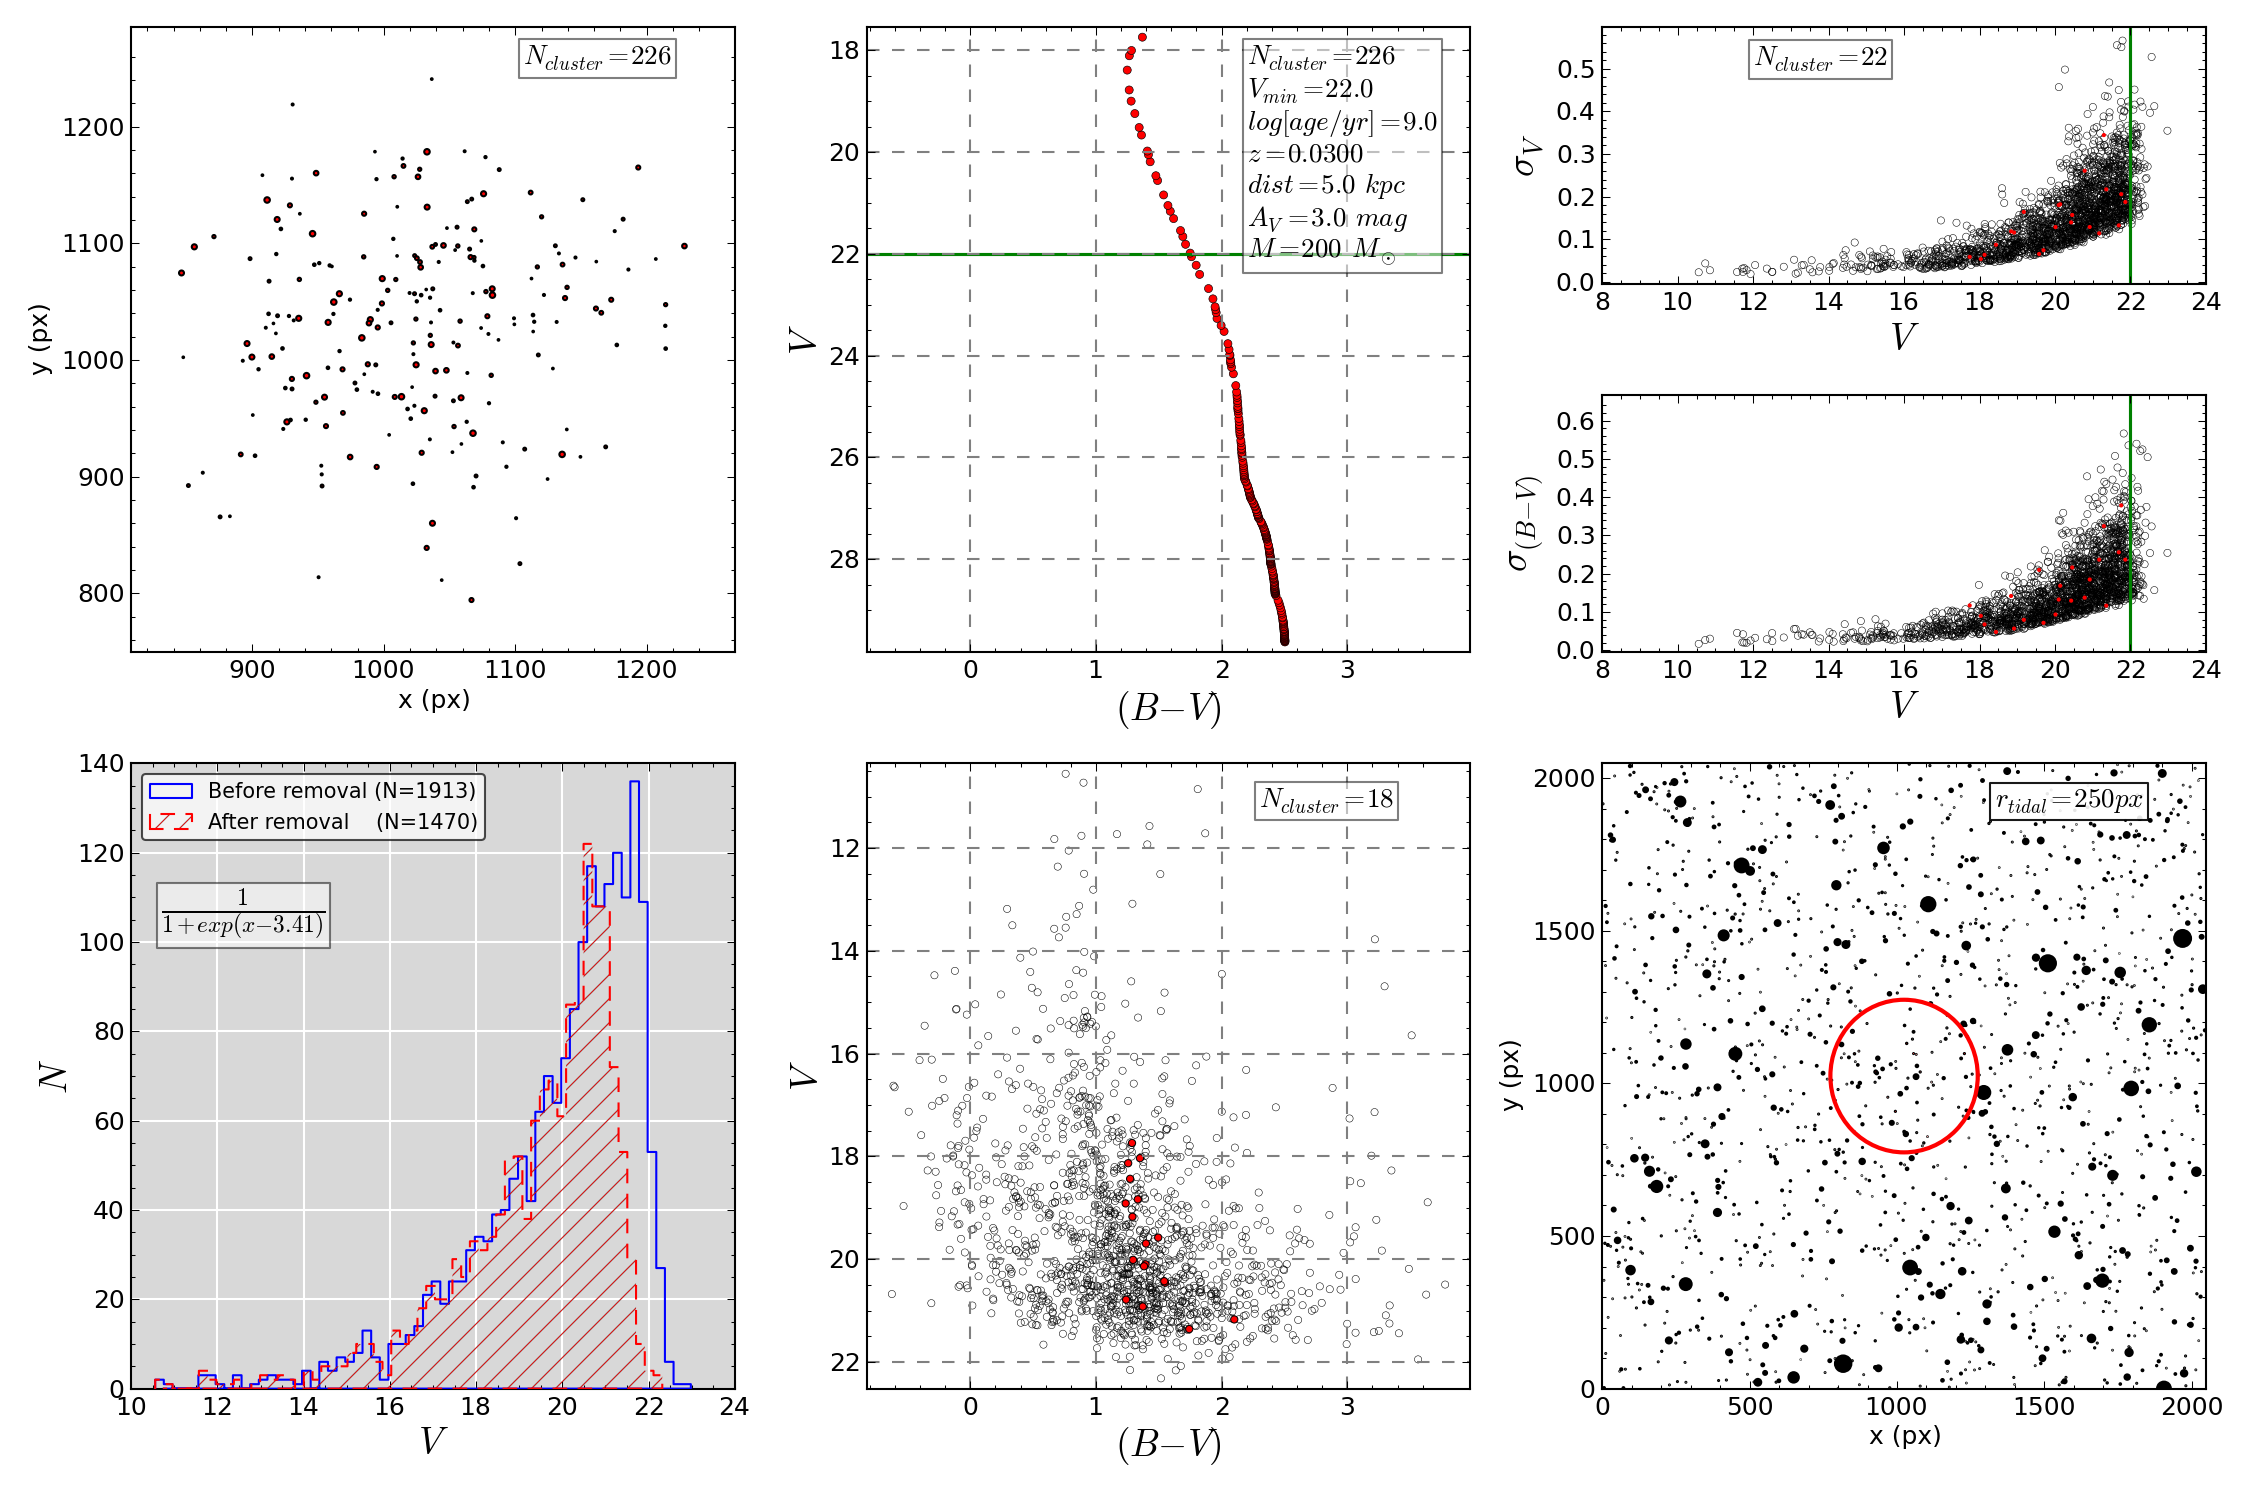 N_cluster=226
1200
1100
1000
900
800
y (px)
900 1000 1100 1200
x (px)
N_cluster=226
V_min=22.0
log[age/yr]=9.0
z=0.0300
dist=5.0 kpc
A_V=3.0 mag
M=200 M_⊙
18
20
22
24
26
28
V
0 1 2 3
(B−V)
N_cluster=22
0.5
0.4
0.3
0.2
0.1
0.0
σ_V
8 10 12 14 16 18 20 22 24
V
0.6
0.5
0.4
0.3
0.2
0.1
0.0
σ_(B−V)
8 10 12 14 16 18 20 22 24
V
Before removal (N=1913)
After removal (N=1470)
1
1+exp(x−3.41)
140
120
100
80
60
40
20
0
N
10 12 14 16 18 20 22 24
V
N_cluster=18
12
14
16
18
20
22
V
0 1 2 3
(B−V)
r_tidal=250px
2000
1500
1000
500
0
y (px)
0 500 1000 1500 2000
x (px)